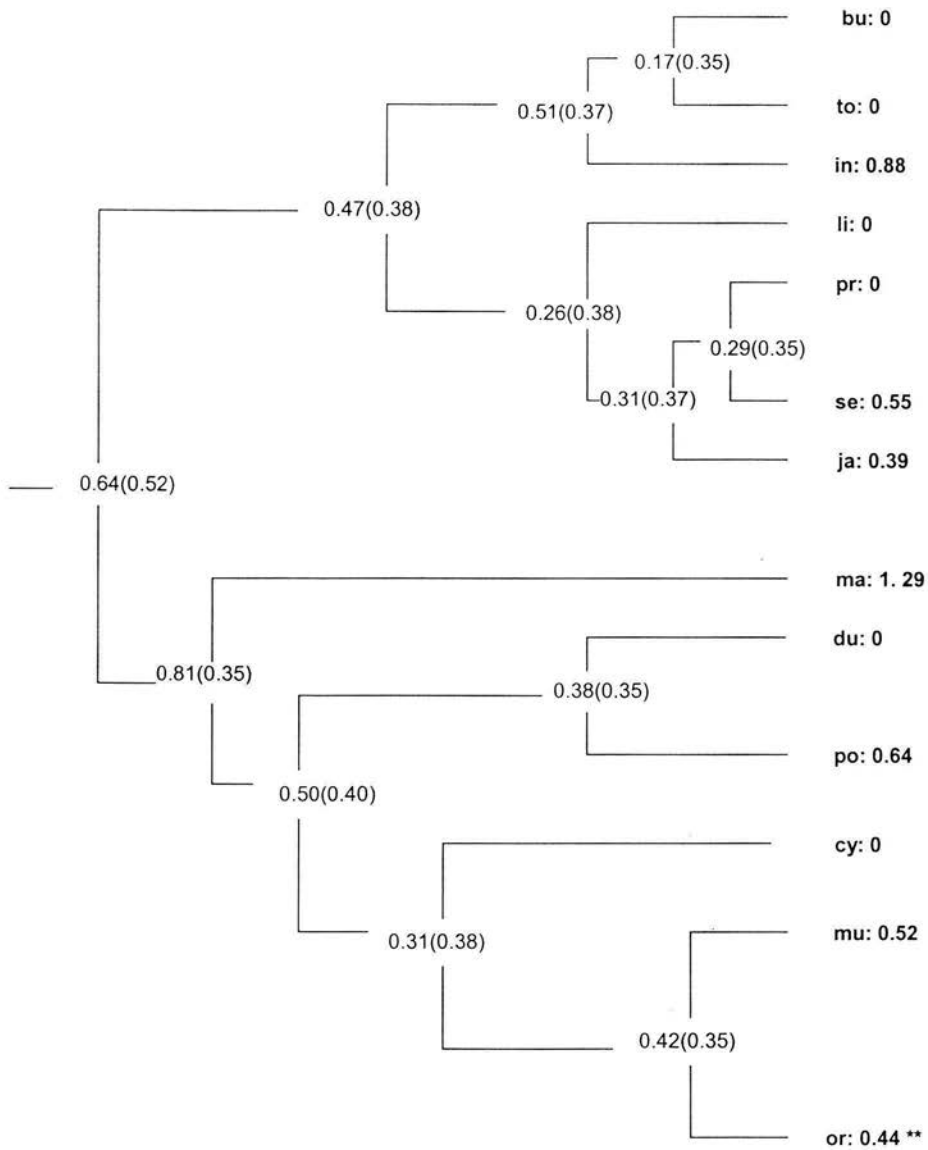 bu: 0
0.17(0.35)
to: 0
0.51(0.37)
in: 0.88
0.47(0.38)
li: 0
pr: 0
0.26(0.38)
0.29(0.35)
0.31(0.37)
se: 0.55
ja: 0.39
0.64(0.52)
ma: 1. 29
du: 0
0.81(0.35)
0.38(0.35)
po: 0.64
0.50(0.40)
cy: 0
mu: 0.52
0.31(0.38)
0.42(0.35)
or: 0.44 **